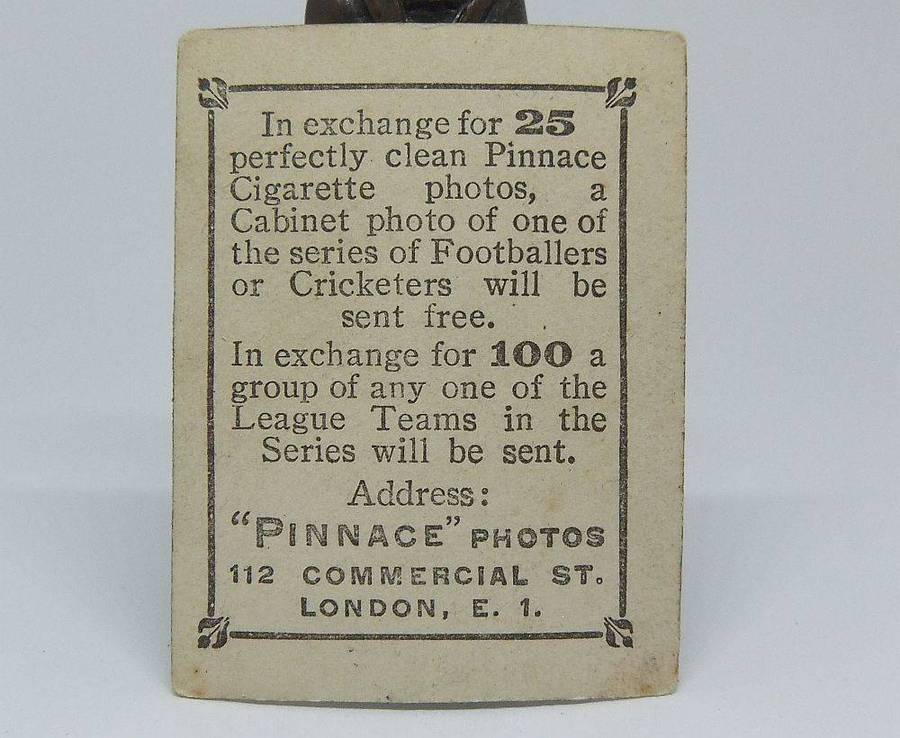 In exchange for 25
perfectly clean Pinnace
Cigarette photos, a
Cabinet photo of one of
the series of Footballers
or Cricketers will be
sent free.
In exchange for 100 a
group of any one of the
League Teams in the
Series will be sent.
Address:
"PINNACE" PHOTOS
112 COMMERCIAL ST.
LONDON, E. 1.